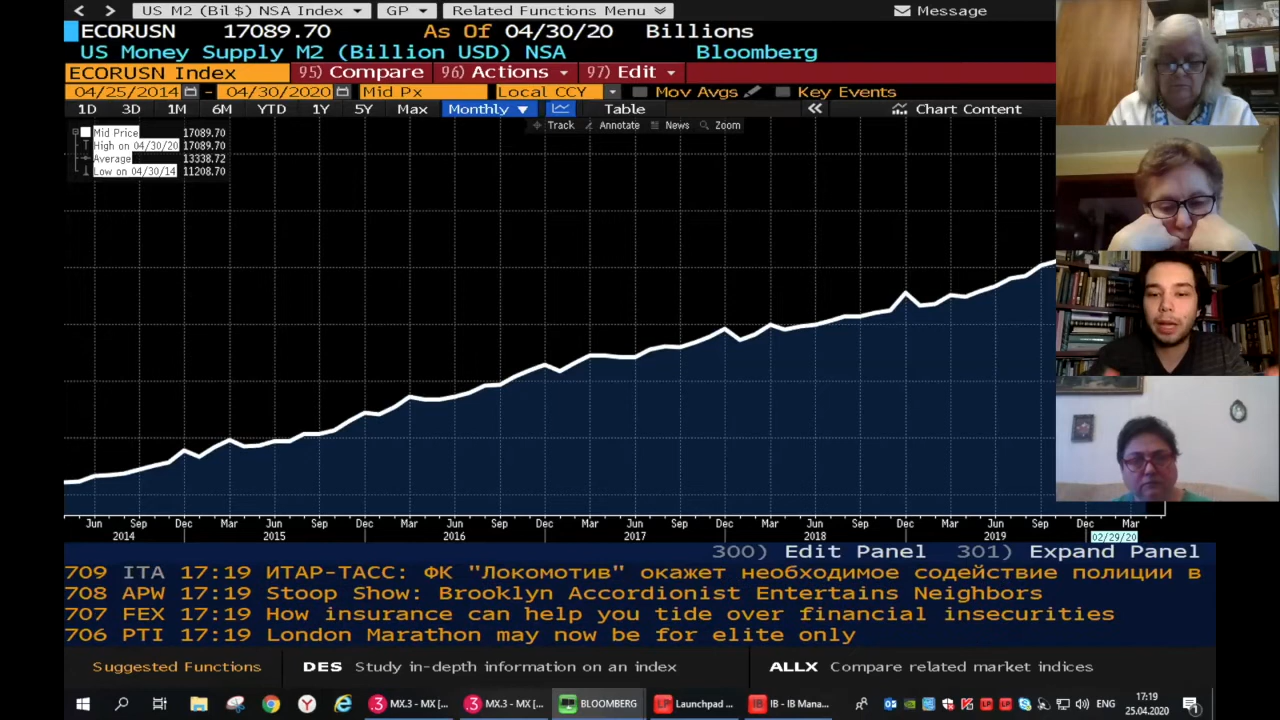 US M2 (Bil $) NSA Index GP Related Functions Menu Message
ECORUSN 17089.70 As Of 04/30/20 Billions
US Money Supply M2 (Billion USD) NSA Bloomberg
ECORUSN Index 95) Compare 96) Actions 97) Edit
04/25/2014 - 04/30/2020 Mid Px Local CCY Mov Avgs Key Events
1D 3D 1M 6M YTD 1Y 5Y Max Monthly Table Chart Content
Track Annotate News Zoom
Mid Price 17089.70
High on 04/30/20 17089.70
Average 13338.72
Low on 04/30/14 11208.70
Jun Sep Dec Mar Jun Sep Dec Mar Jun Sep Dec Mar Jun Sep Dec Mar Jun Sep Dec Mar Jun Sep Dec Mar
2014 2015 2016 2017 2018 2019 02/29/20
300) Edit Panel 301) Expand Panel
709 ITA 17:19 ИТАР-ТАСС: ФК "Локомотив" окажет необходимое содействие полиции в
708 APW 17:19 Stoop Show: Brooklyn Accordionist Entertains Neighbors
707 FEX 17:19 How insurance can help you tide over financial insecurities
706 PTI 17:19 London Marathon may now be for elite only
Suggested Functions DES Study in-depth information on an index ALLX Compare related market indices
MX.3 - MX [... MX.3 - MX [... BLOOMBERG Launchpad ... IB - IB Mana... ENG 17:19
25.04.2020